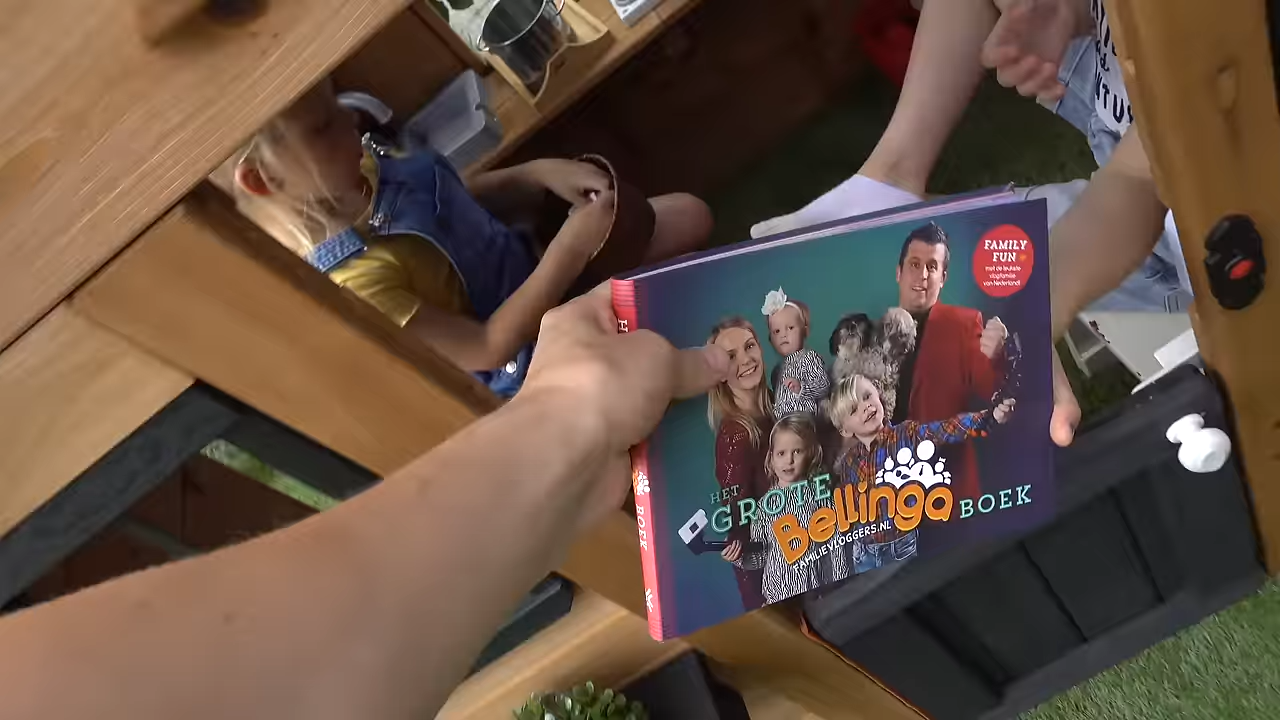 FAMILY
FUN
met de leukste
vlogfamilie
van Nederland!
HET
GROTE
Bellinga
BOEK
FAMILIEVLOGGERS.NL
BOEK